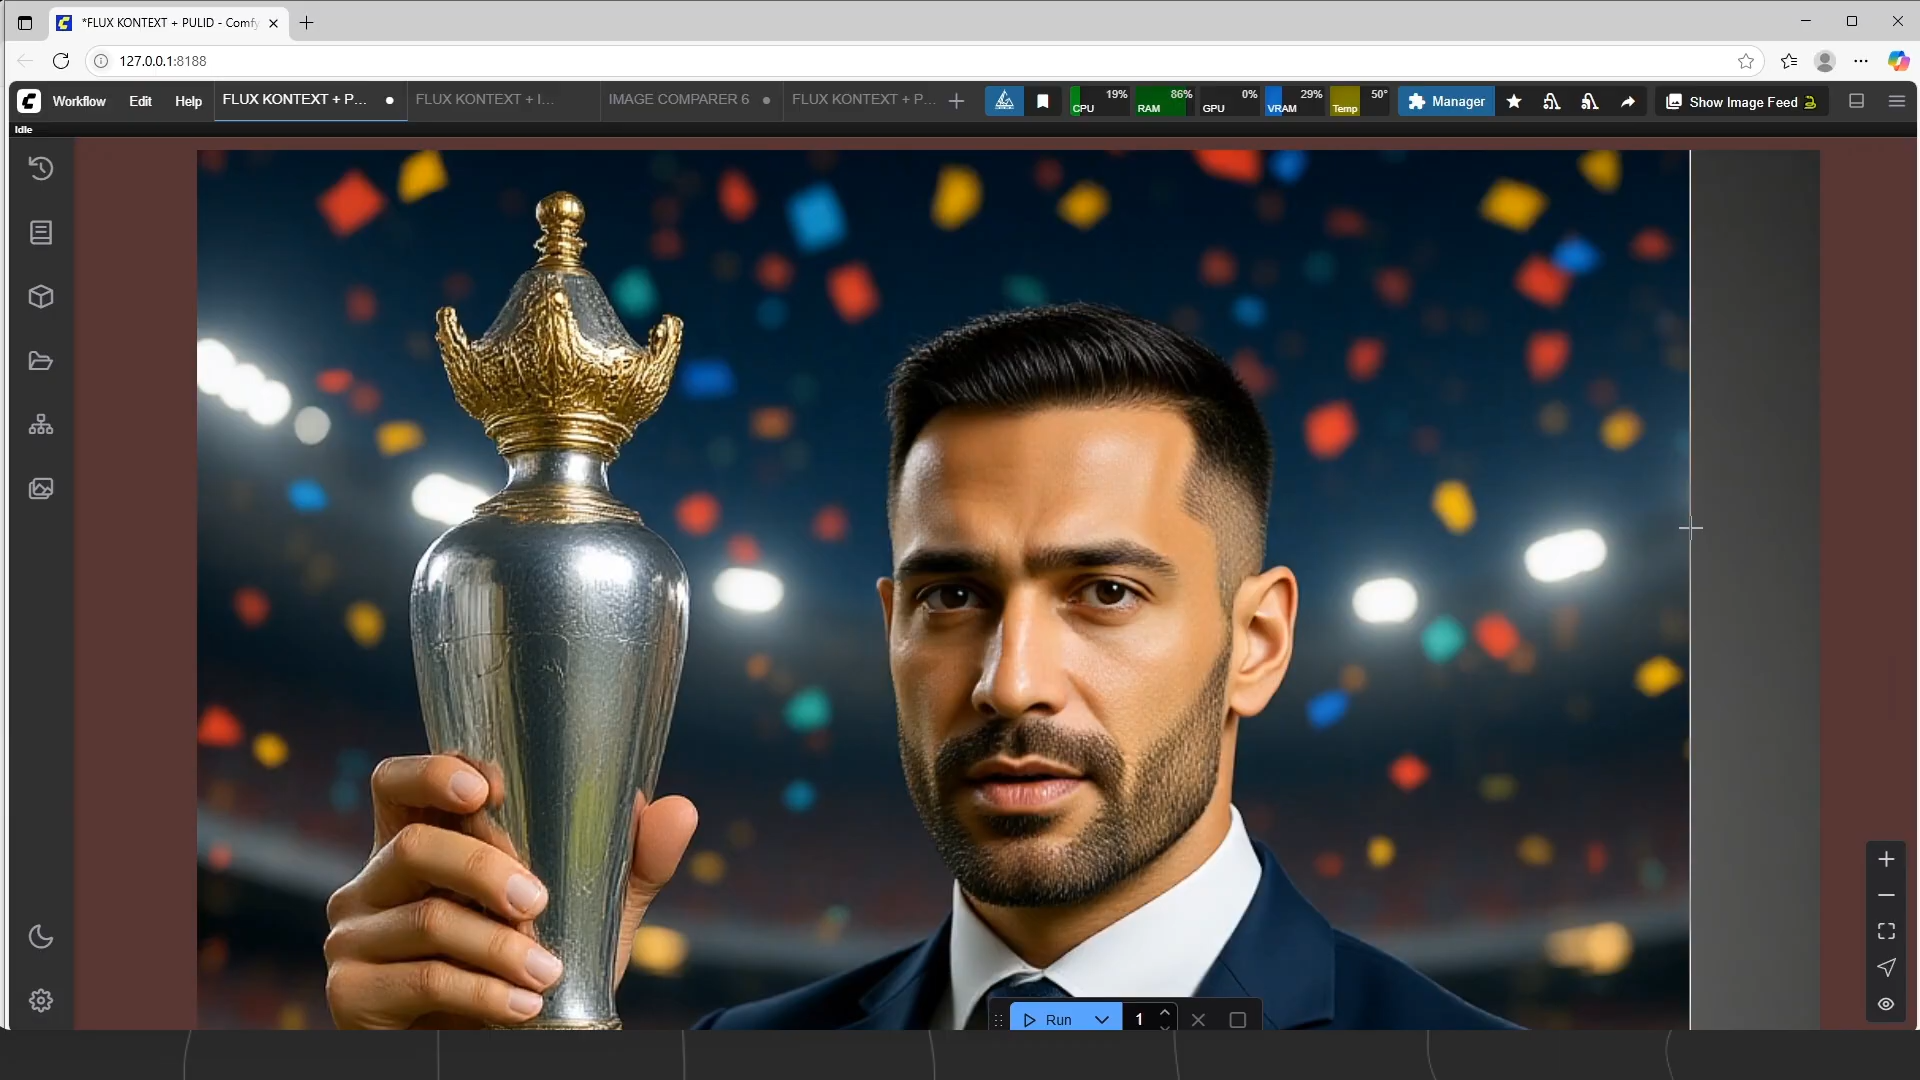 *FLUX KONTEXT + PULID - Comfy
127.0.0.1:8188
Workflow Edit Help FLUX KONTEXT + P... FLUX KONTEXT + I... IMAGE COMPARER 6 FLUX KONTEXT + P... CPU 19% RAM 86% GPU 0% VRAM 29% Temp 50° Manager Show Image Feed
Idle
Run 1